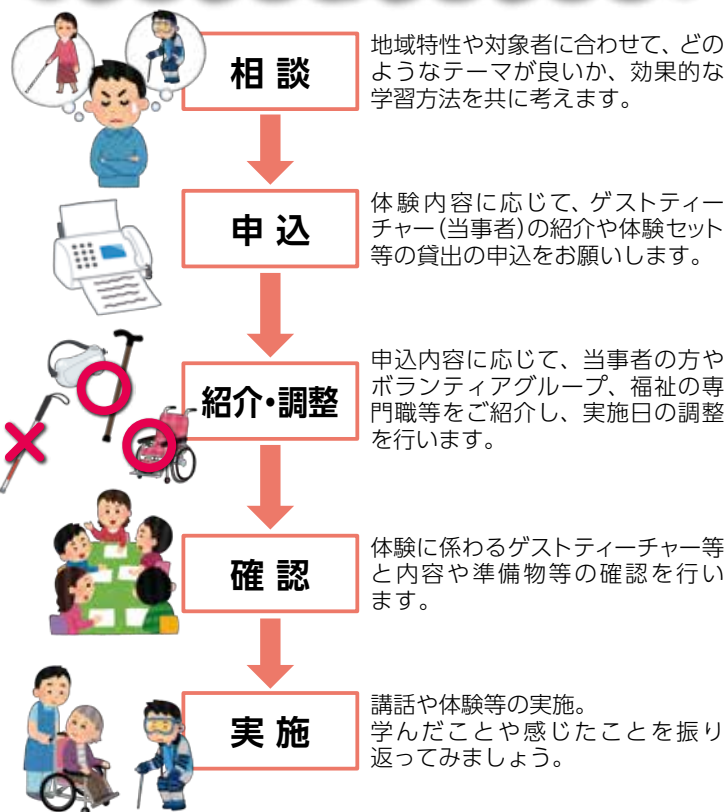 相談
地域特性や対象者に合わせて、どの
ようなテーマが良いか、効果的な
学習方法を共に考えます。
申込
体験内容に応じて、ゲストティー
チャー(当事者)の紹介や体験セット
等の貸出の申込をお願いします。
紹介・調整
申込内容に応じて、当事者の方や
ボランティアグループ、福祉の専
門職等をご紹介し、実施日の調整
を行います。
確認
体験に係わるゲストティーチャー等
と内容や準備物等の確認を行い
ます。
実施
講話や体験等の実施。
学んだことや感じたことを振り
返ってみましょう。